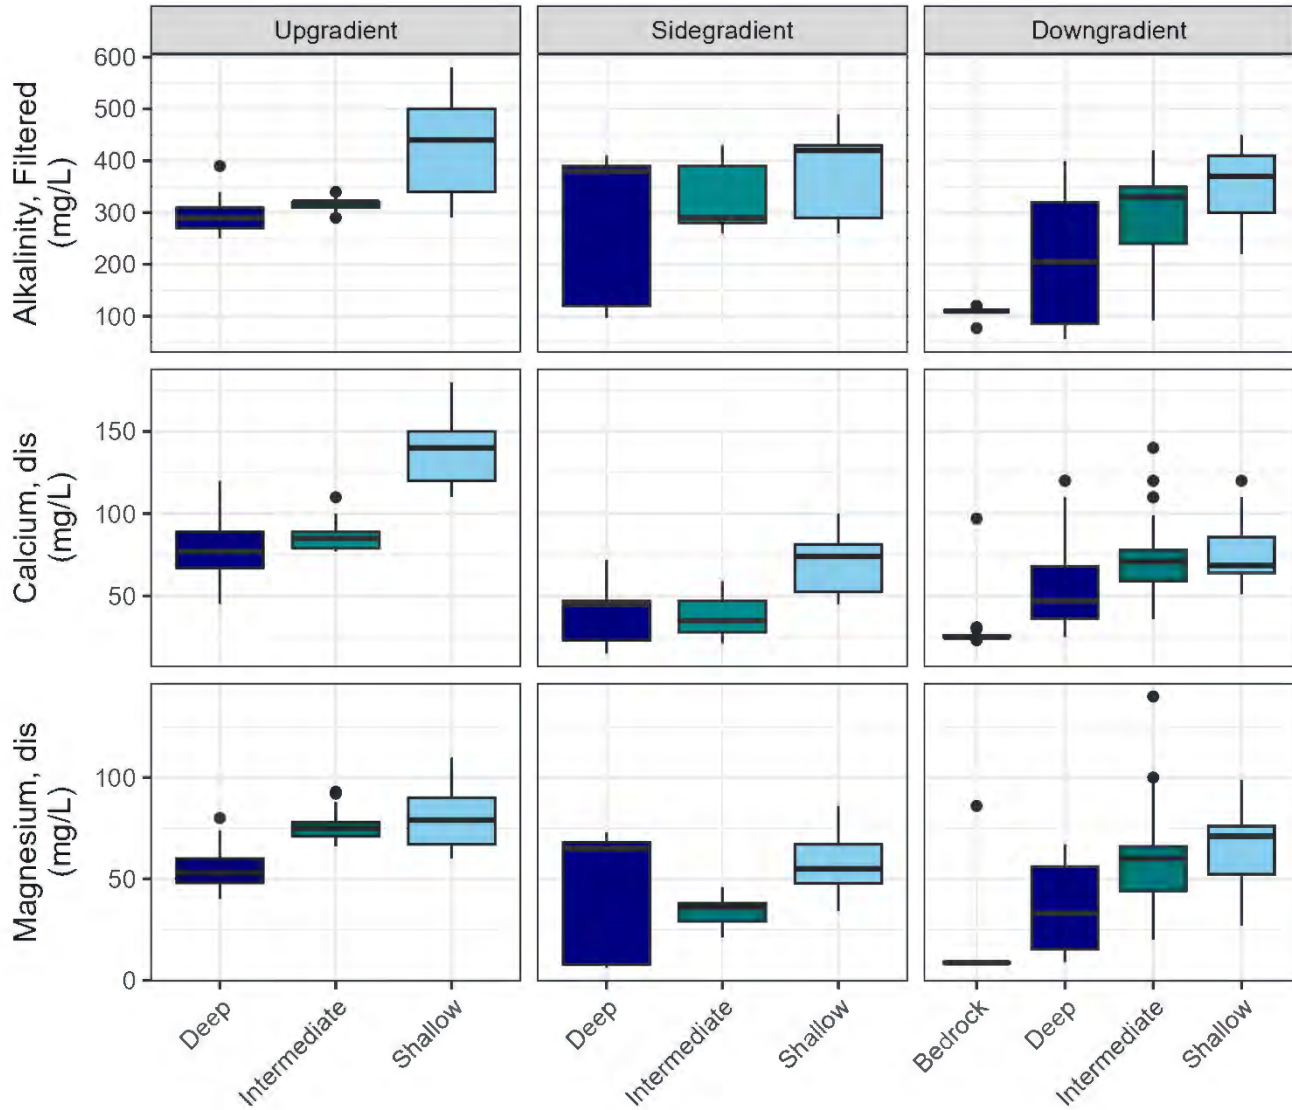 Upgradient Sidegradient Downgradient
Alkalinity, Filtered
(mg/L)
600
500
400
300
200
100
Calcium, dis
(mg/L)
150
100
50
Magnesium, dis
(mg/L)
100
50
0
Deep Intermediate Shallow Deep Intermediate Shallow Bedrock Deep Intermediate Shallow